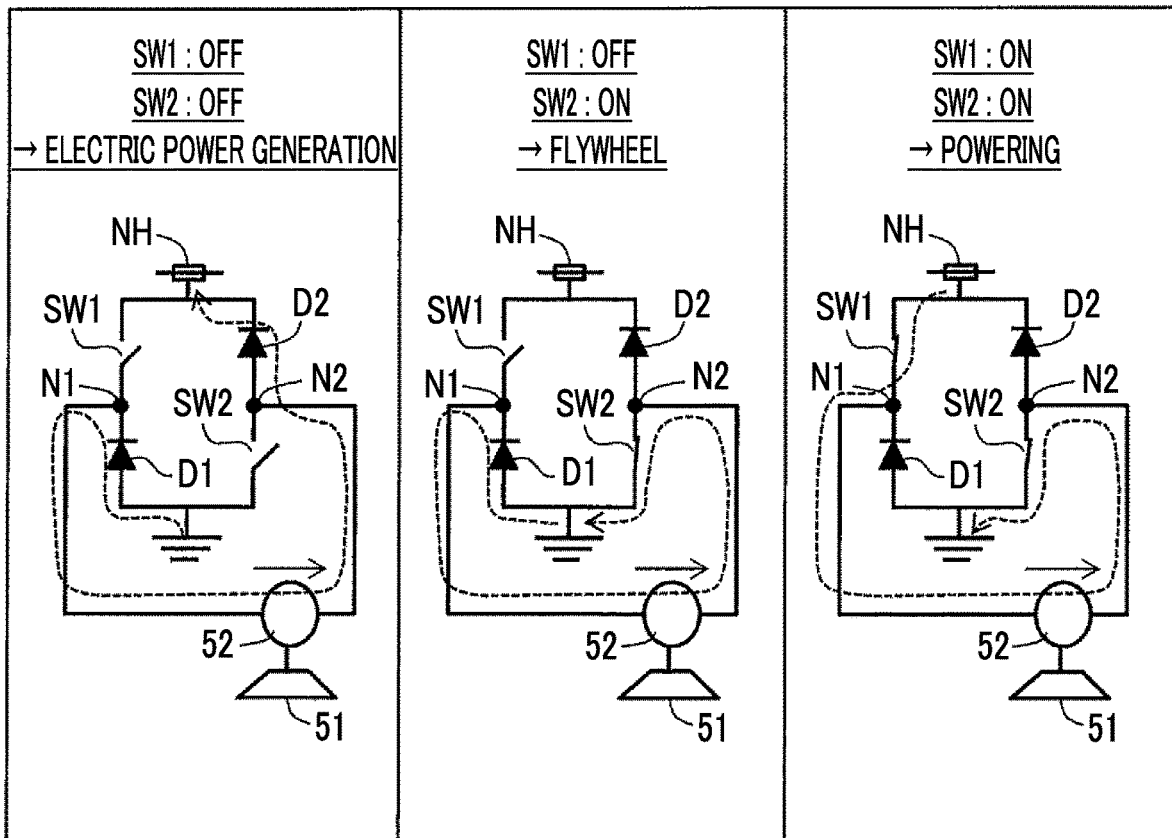 SW1 : OFF
SW2 : OFF
→ ELECTRIC POWER GENERATION
NH
SW1
D2
N1
SW2
N2
D1
52
51
SW1 : OFF
SW2 : ON
→ FLYWHEEL
NH
SW1
D2
N1
SW2
N2
D1
52
51
SW1 : ON
SW2 : ON
→ POWERING
NH
SW1
D2
N1
SW2
N2
D1
52
51